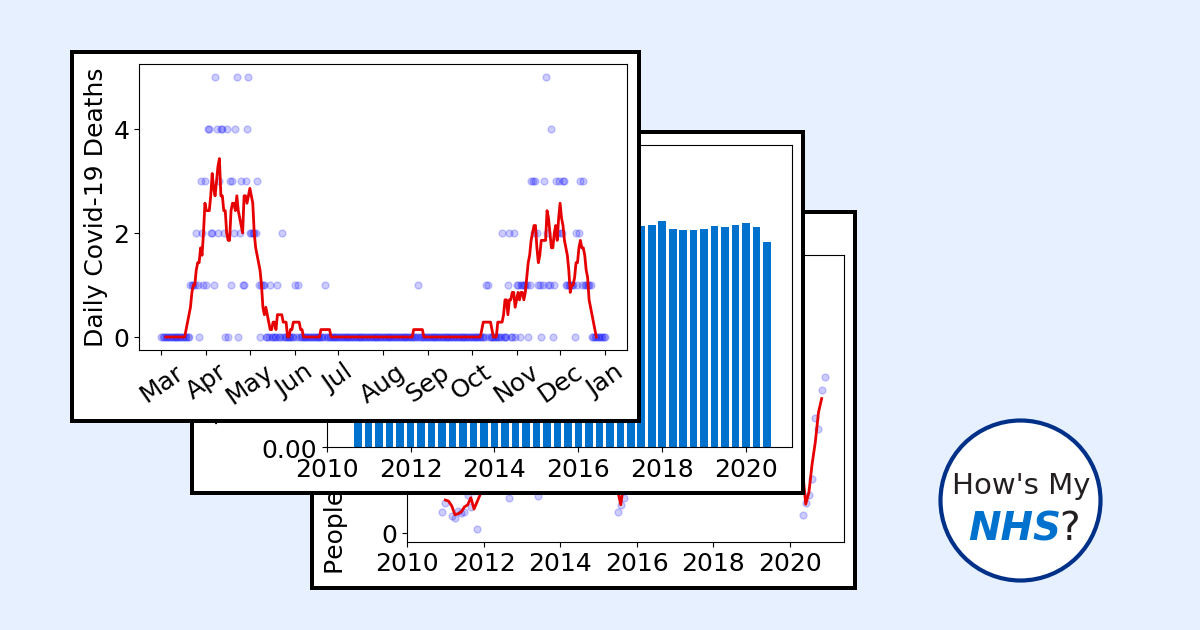 Daily Covid-19 Deaths
4
2
0
Mar Apr May Jun Jul Aug Sep Oct Nov Dec Jan
0.00
2010 2012 2014 2016 2018 2020
People
0
2010 2012 2014 2016 2018 2020
How's My
NHS?